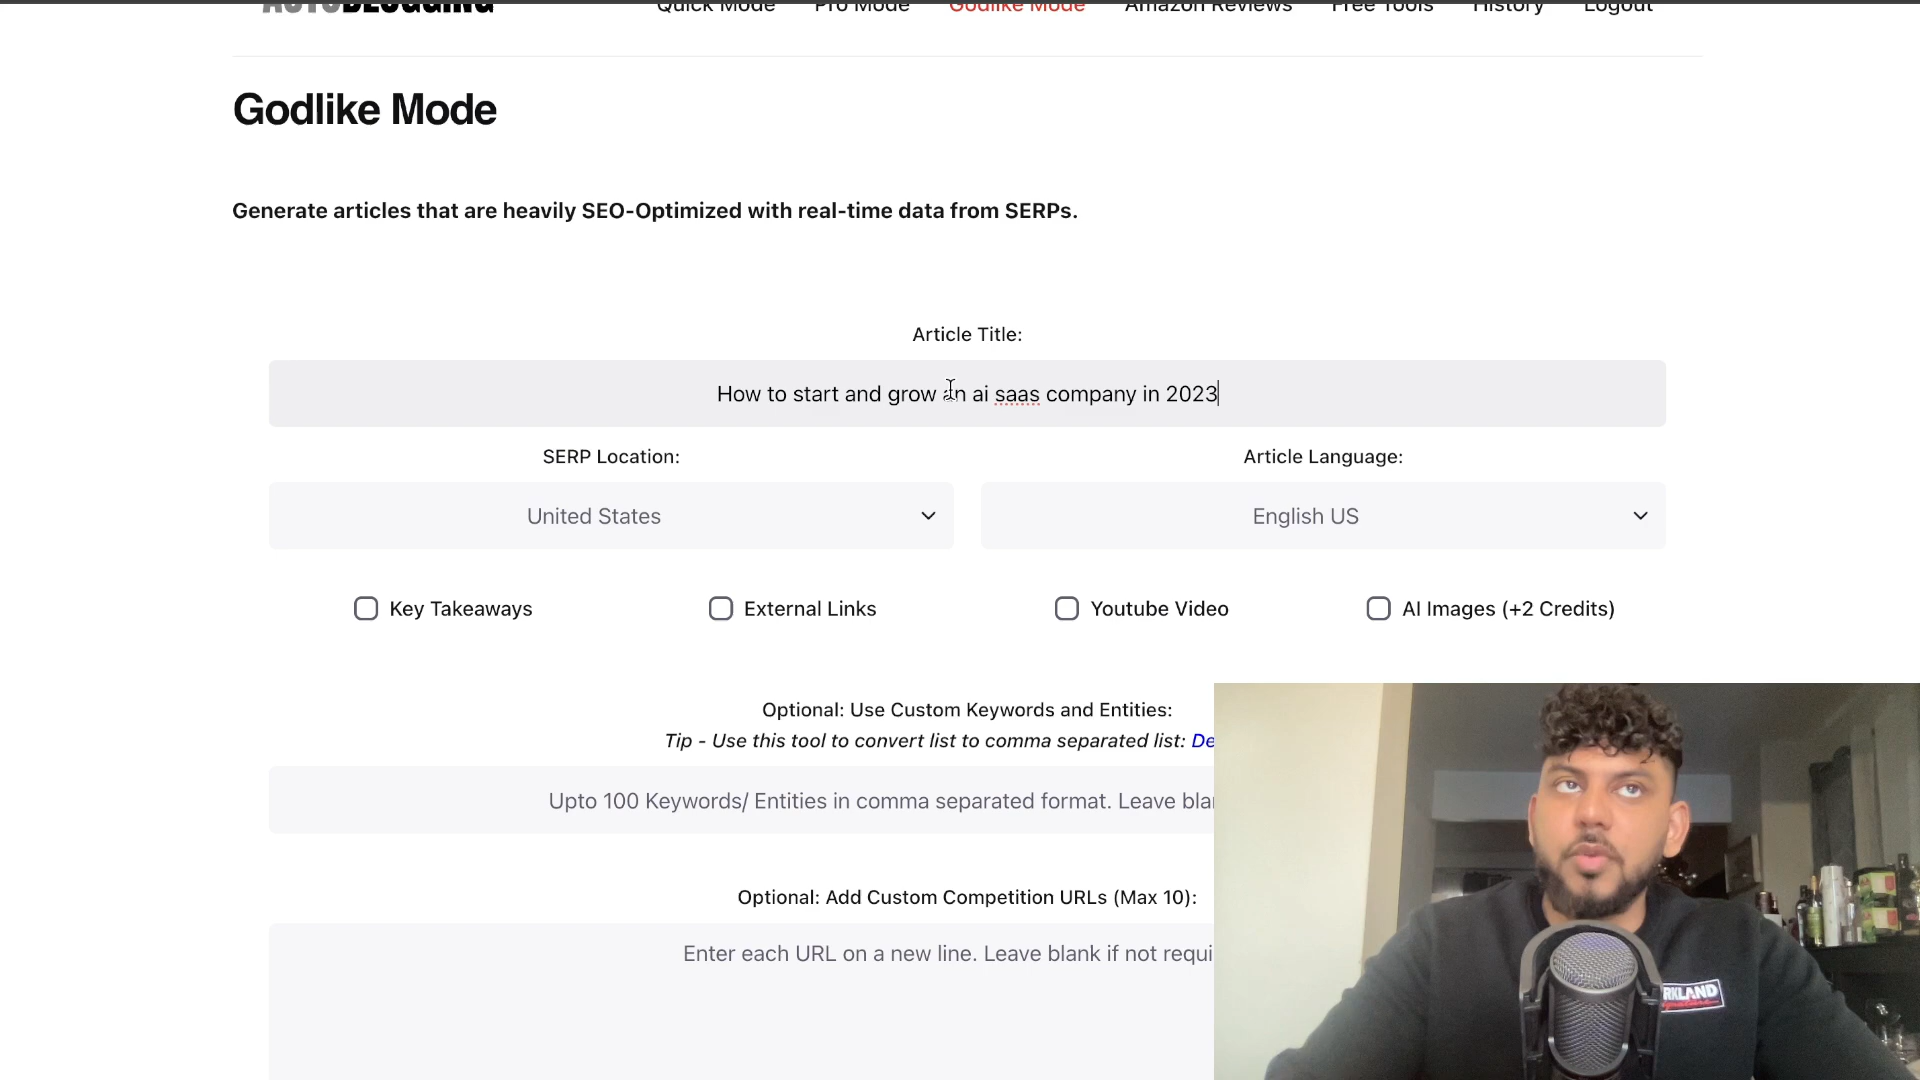 AUTOBLOGGING
Quick Mode Pro Mode Godlike Mode Amazon Reviews Free Tools History Logout
Godlike Mode
Generate articles that are heavily SEO-Optimized with real-time data from SERPs.
Article Title:
How to start and grow an ai saas company in 2023
SERP Location: Article Language:
United States English US
Key Takeaways External Links Youtube Video AI Images (+2 Credits)
Optional: Use Custom Keywords and Entities:
Tip - Use this tool to convert list to comma separated list: De
Upto 100 Keywords/ Entities in comma separated format. Leave bla
Optional: Add Custom Competition URLs (Max 10):
Enter each URL on a new line. Leave blank if not requi
RKLAND